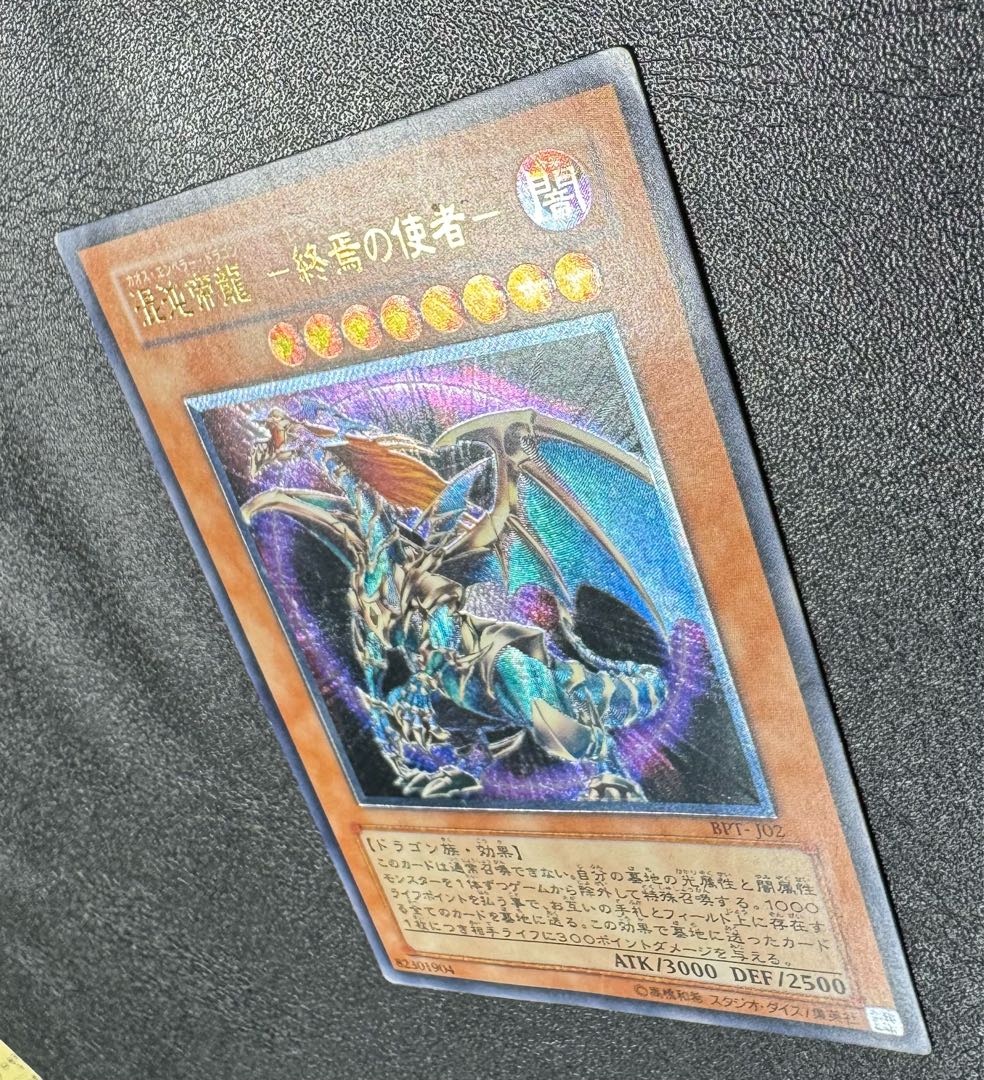 カオス・エンペラー・ドラゴン
混沌帝龍 －終焉の使者－
闇
BPT-J02
【ドラゴン族・効果】
このカードは通常召喚できない。自分の墓地の光属性と闇属性
モンスターを1体ずつゲームから除外して特殊召喚する。1000
ライフポイントを払う事で、お互いの手札とフィールド上に存在す
る全てのカードを墓地に送る。この効果で墓地に送ったカード
1枚につき相手ライフに300ポイントダメージを与える。
ATK/3000 DEF/2500
82301904
©高橋和希 スタジオ・ダイス/集英社